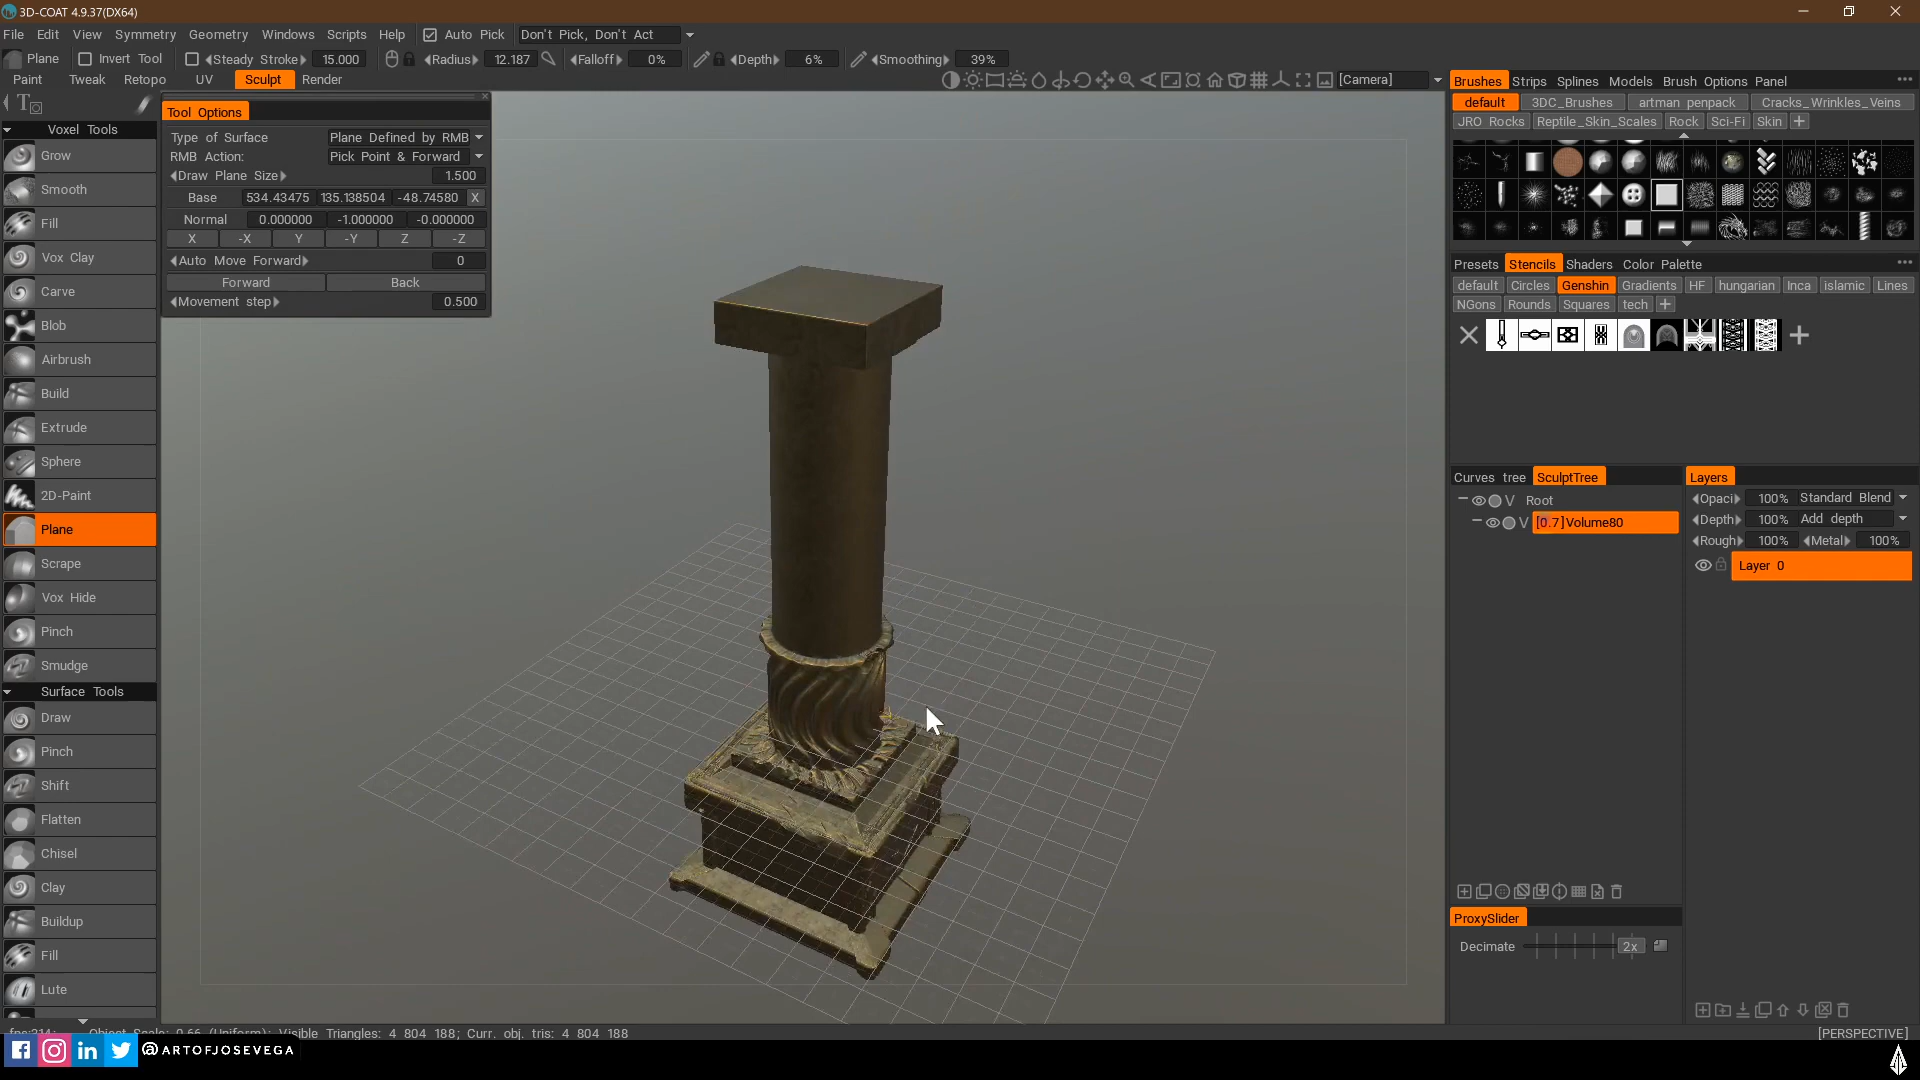 3D-COAT 4.9.37(DX64)
File Edit View Symmetry Geometry Windows Scripts Help Auto Pick Don't Pick, Don't Act
Plane Invert Tool Steady Stroke 15.000 Radius 12.187 Falloff 0% Depth 6% Smoothing 39%
Paint Tweak Retopo UV Sculpt Render [Camera]
Tool Options
Type of Surface Plane Defined by RMB
RMB Action: Pick Point & Forward
Draw Plane Size 1.500
Base 534.43475 135.138504 -48.74580 X
Normal 0.000000 -1.000000 -0.000000
X -X Y -Y Z -Z
Auto Move Forward 0
Forward Back
Movement step 0.500
Voxel Tools
Grow
Smooth
Fill
Vox Clay
Carve
Blob
Airbrush
Build
Extrude
Sphere
2D-Paint
Plane
Scrape
Vox Hide
Pinch
Smudge
Surface Tools
Draw
Pinch
Shift
Flatten
Chisel
Clay
Buildup
Fill
Lute
Brushes Strips Splines Models Brush Options Panel
default 3DC_Brushes artman penpack Cracks_Wrinkles_Veins
JRO Rocks Reptile_Skin_Scales Rock Sci-Fi Skin
Presets Stencils Shaders Color Palette
default Circles Genshin Gradients HF hungarian Inca islamic Lines
NGons Rounds Squares tech
Curves tree SculptTree
Root
V [0.7]Volume80
Layers
Opaci 100% Standard Blend
Depth 100% Add depth
Rough 100% Metal 100%
Layer 0
ProxySlider
Decimate 2x
Object Scale: 0.66 (Uniform); Visible Triangles: 4 804 188; Curr. obj. tris: 4 804 188
[PERSPECTIVE]
@ARTOFJOSEVEGA